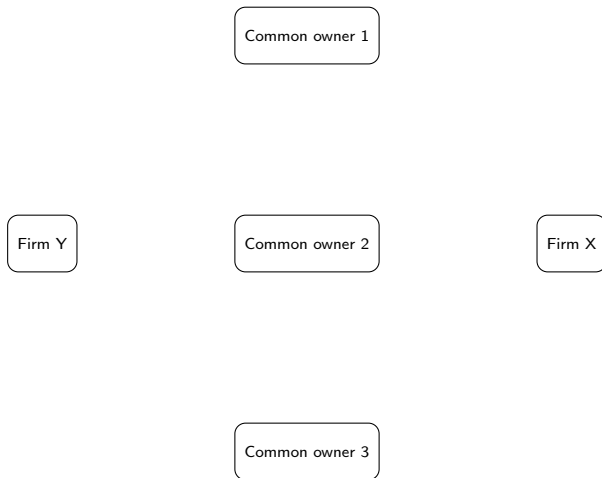 Common owner 1
Firm Y
Common owner 2
Firm X
Common owner 3